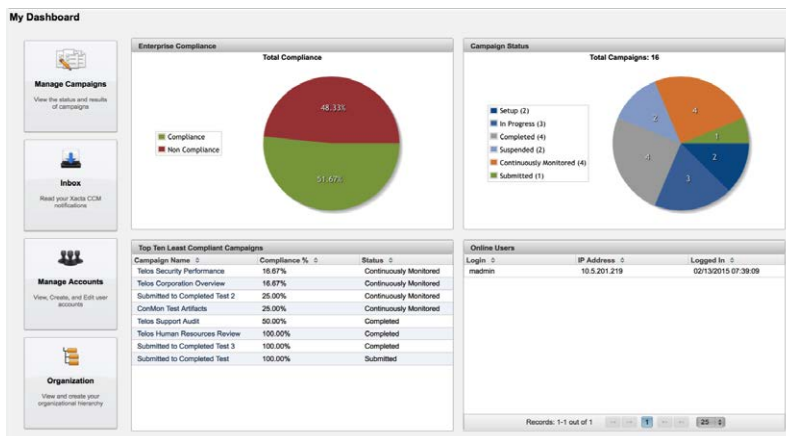 My Dashboard
Manage Campaigns
View the status and results
of campaigns
Inbox
Read your Xacta CCM
notifications
Manage Accounts
View, Create, and Edit user
accounts
Organization
View and create your
organizational hierarchy
Enterprise Compliance
Total Compliance
Compliance
Non Compliance
48.33%
51.67%
Campaign Status
Total Campaigns: 16
Setup (2)
In Progress (3)
Completed (4)
Suspended (2)
Continuously Monitored (4)
Submitted (1)
2
4
1
4
2
3
Top Ten Least Compliant Campaigns
Campaign Name Compliance % Status
Telos Security Performance 16.67% Continuously Monitored
Telos Corporation Overview 16.67% Continuously Monitored
Submitted to Completed Test 2 25.00% Continuously Monitored
ConMon Test Artifacts 25.00% Continuously Monitored
Telos Support Audit 50.00% Completed
Telos Human Resources Review 100.00% Completed
Submitted to Completed Test 3 100.00% Completed
Submitted to Completed Test 100.00% Submitted
Online Users
Login IP Address Logged In
madmin 10.5.201.219 02/13/2015 07:39:09
Records: 1-1 out of 1 1 25